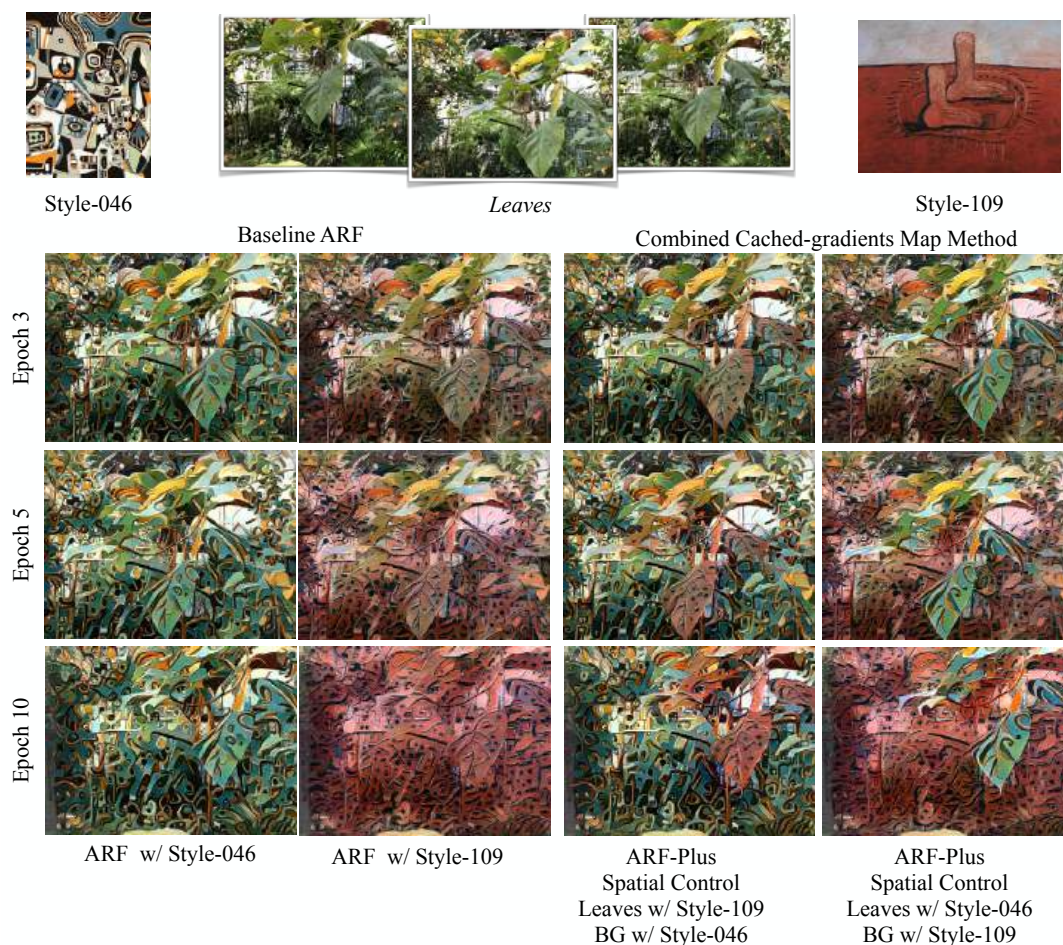 Style-046
Leaves
Style-109
Baseline ARF
Combined Cached-gradients Map Method
Epoch 3
Epoch 5
Epoch 10
ARF w/ Style-046
ARF w/ Style-109
ARF-Plus
Spatial Control
Leaves w/ Style-109
BG w/ Style-046
ARF-Plus
Spatial Control
Leaves w/ Style-046
BG w/ Style-109